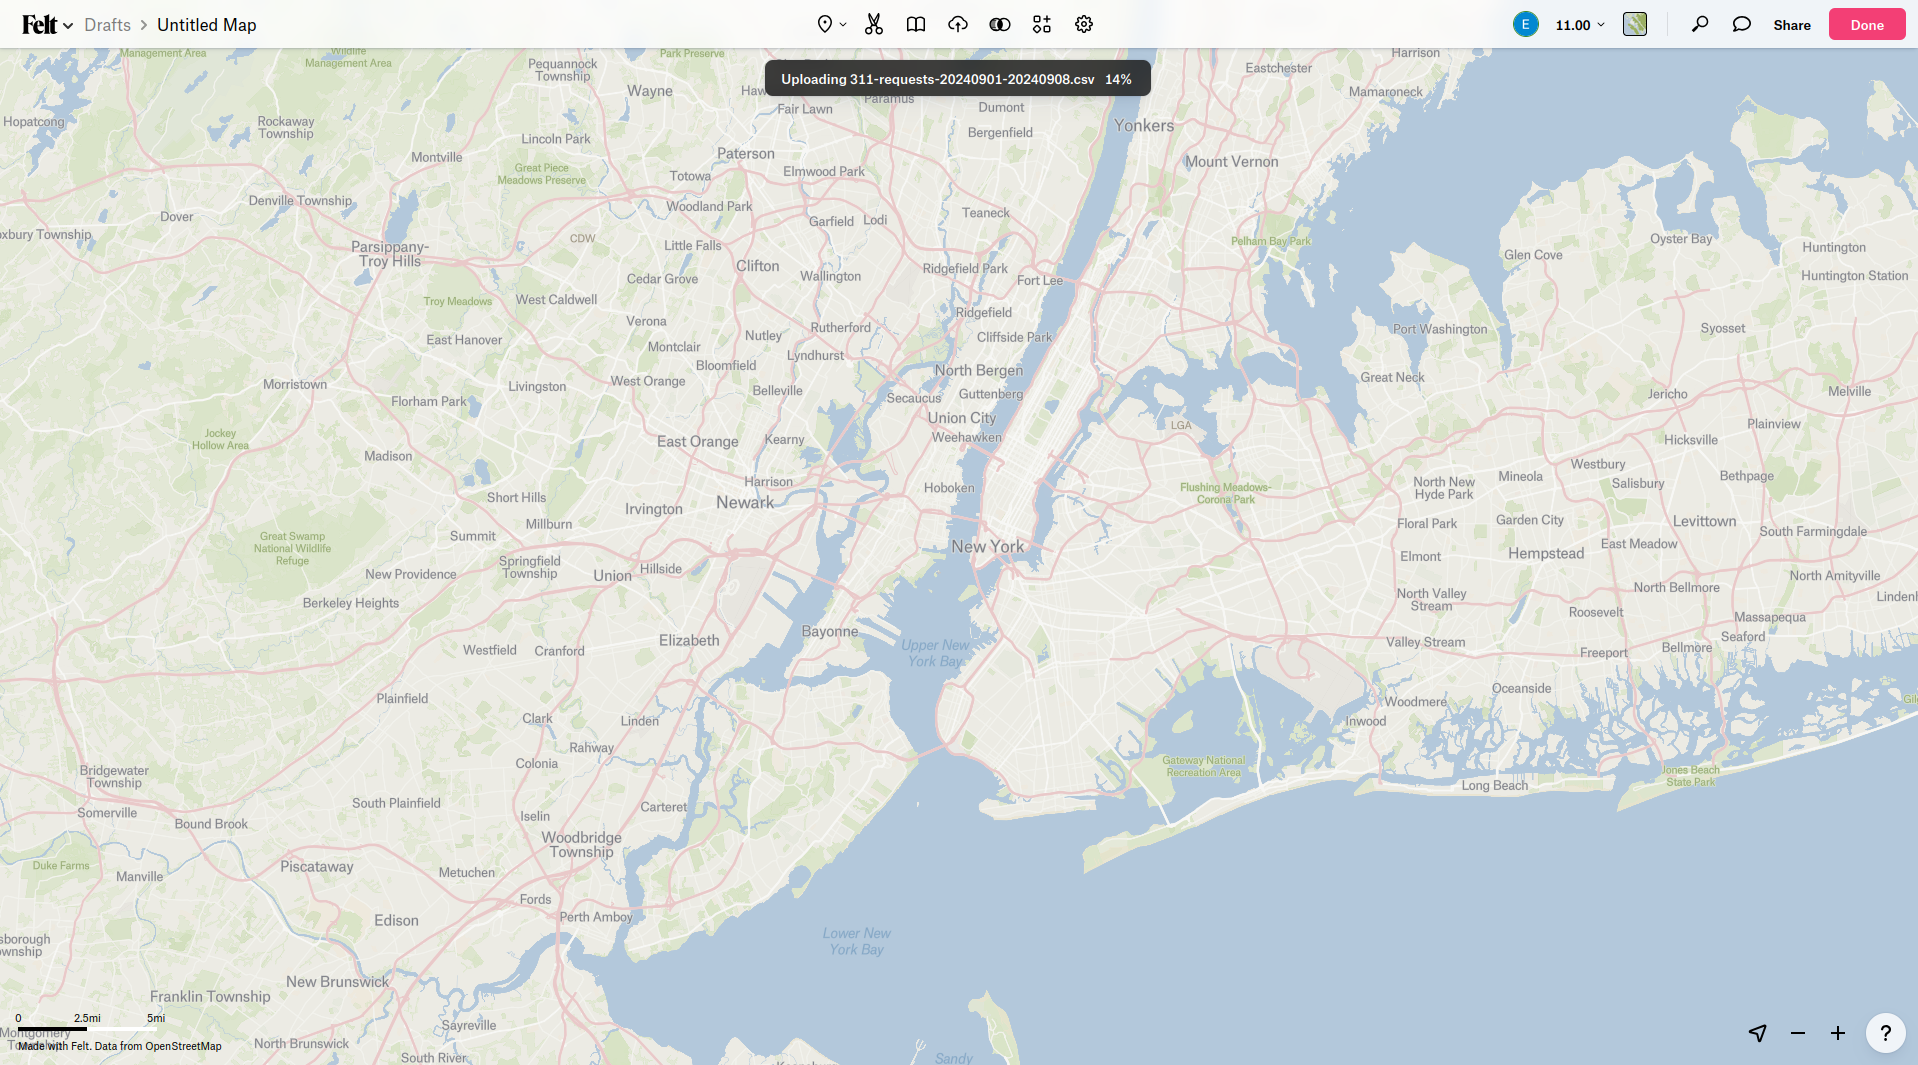 Felt Drafts Untitled Map
E 11.00 Share Done
Uploading 311-requests-20240901-20240908.csv 14%
Management Area
Wildlife
Management Area
Park Preserve
Harrison
Pequannock
Township
Eastchester
Wayne
Mamaroneck
Paramus
Fair Lawn
Dumont
Hopatcong
Rockaway
Township
Yonkers
Bergenfield
Lincoln Park
Montville
Paterson
Mount Vernon
Great Piece
Meadows Preserve
Totowa
Elmwood Park
Denville Township
Dover
Woodland Park
Garfield
Lodi
Teaneck
oxbury Township
Parsippany-
Troy Hills
CDW
Little Falls
Pelham Bay Park
Oyster Bay
Huntington
Glen Cove
Clifton
Wallington
Ridgefield Park
Fort Lee
Huntington Station
Cedar Grove
Troy Meadows
West Caldwell
Ridgefield
Verona
Nutley
Rutherford
Cliffside Park
Port Washington
Syosset
East Hanover
Montclair
Lyndhurst
Bloomfield
North Bergen
Great Neck
Morristown
Livingston
West Orange
Belleville
Secaucus
Guttenberg
Jericho
Melville
Florham Park
Union City
LGA
Plainview
Jockey
Hollow Area
East Orange
Kearny
Weehawken
Hicksville
Madison
Westbury
Harrison
Hoboken
Flushing Meadows-
Corona Park
North New
Hyde Park
Mineola
Salisbury
Bethpage
Short Hills
Newark
Irvington
Millburn
Floral Park
Garden City
Levittown
South Farmingdale
Great Swamp
National Wildlife
Refuge
Summit
New York
Elmont
Hempstead
East Meadow
Springfield
Township
New Providence
Union
Hillside
North Amityville
North Bellmore
Berkeley Heights
North Valley
Stream
Roosevelt
Massapequa
Bayonne
Elizabeth
Upper New
York Bay
Valley Stream
Seaford
Bellmore
Freeport
Westfield
Cranford
Plainfield
Oceanside
Woodmere
Clark
Linden
Inwood
Rahway
Colonia
Gateway National
Recreation Area
Jones Beach
State Park
Bridgewater
Township
Long Beach
South Plainfield
Carteret
Somerville
Bound Brook
Iselin
Woodbridge
Township
Duke Farms
Piscataway
Metuchen
Manville
Fords
Edison
Perth Amboy
Lower New
York Bay
sborough
ownship
New Brunswick
Franklin Township
0 2.5mi 5mi
Sayreville
Montgomery
Made with Felt. Data from OpenStreetMap
North Brunswick
South River
Sandy
?